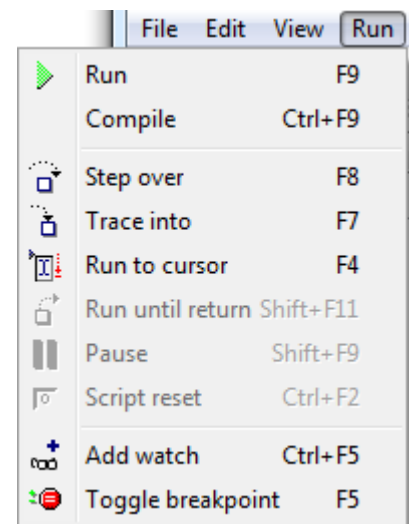 File Edit View Run
Run F9
Compile Ctrl+F9
Step over F8
Trace into F7
Run to cursor F4
Run until return Shift+F11
Pause Shift+F9
Script reset Ctrl+F2
Add watch Ctrl+F5
Toggle breakpoint F5